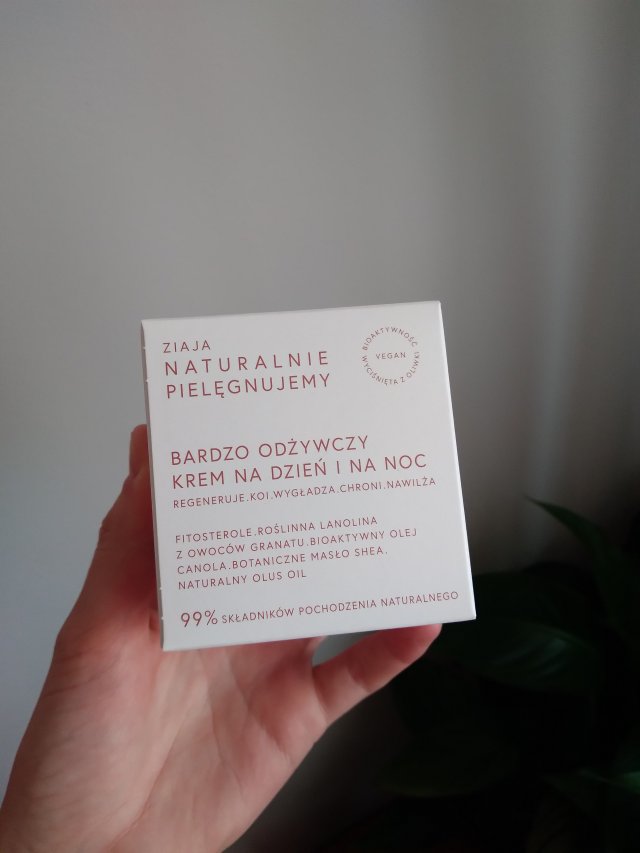 ZIAJA
NATURALNIE
PIELĘGNUJEMY
BIOAKTYWNOŚĆ WYCIŚNIĘTA Z OLIWKI
VEGAN
BARDZO ODŻYWCZY
KREM NA DZIEŃ I NA NOC
REGENERUJE.KOI.WYGŁADZA.CHRONI.NAWILŻA
FITOSTEROLE.ROŚLINNA LANOLINA
Z OWOCÓW GRANATU.BIOAKTYWNY OLEJ
CANOLA.BOTANICZNE MASŁO SHEA.
NATURALNY OLUS OIL
99% SKŁADNIKÓW POCHODZENIA NATURALNEGO